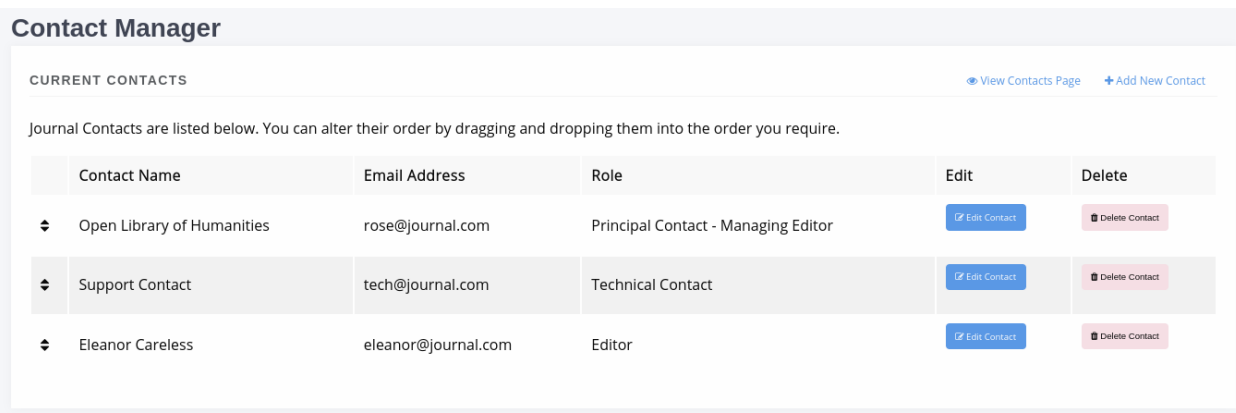 Contact Manager
CURRENT CONTACTS View Contacts Page Add New Contact
Journal Contacts are listed below. You can alter their order by dragging and dropping them into the order you require.
Contact Name Email Address Role Edit Delete
Open Library of Humanities rose@journal.com Principal Contact - Managing Editor Edit Contact Delete Contact
Support Contact tech@journal.com Technical Contact Edit Contact Delete Contact
Eleanor Careless eleanor@journal.com Editor Edit Contact Delete Contact